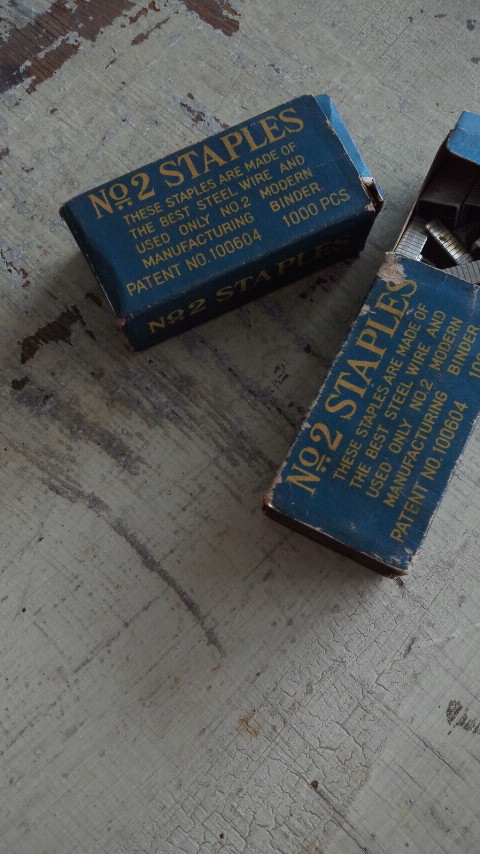 No2 STAPLES
THESE STAPLES ARE MADE OF
THE BEST STEEL WIRE AND
USED ONLY NO.2 MODERN
MANUFACTURING BINDER.
PATENT NO.100604 1000 PCS
No2 STAPLES
No2 STAPLES
THESE STAPLES ARE MADE OF
THE BEST STEEL WIRE AND
USED ONLY NO.2 MODERN
MANUFACTURING BINDER
PATENT NO.100604